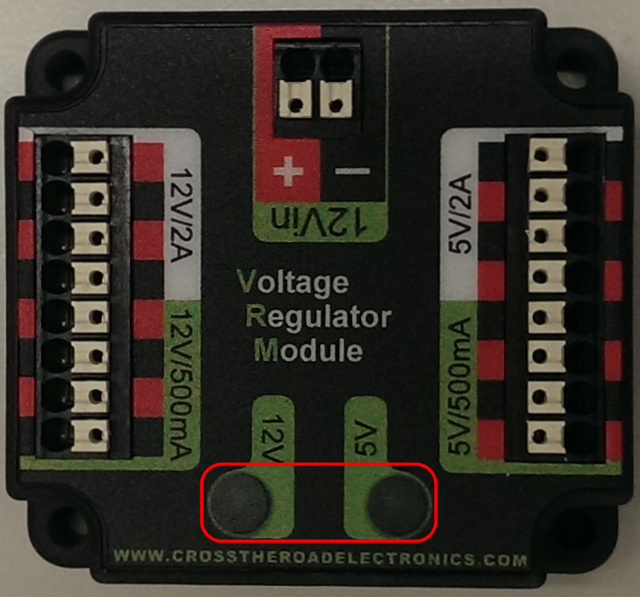 + −
12Vin
12V/2A
5V/2A
Voltage
Regulator
Module
12V/500mA
5V/500mA
12V
5V
WWW.CROSSTHEROADELECTRONICS.COM